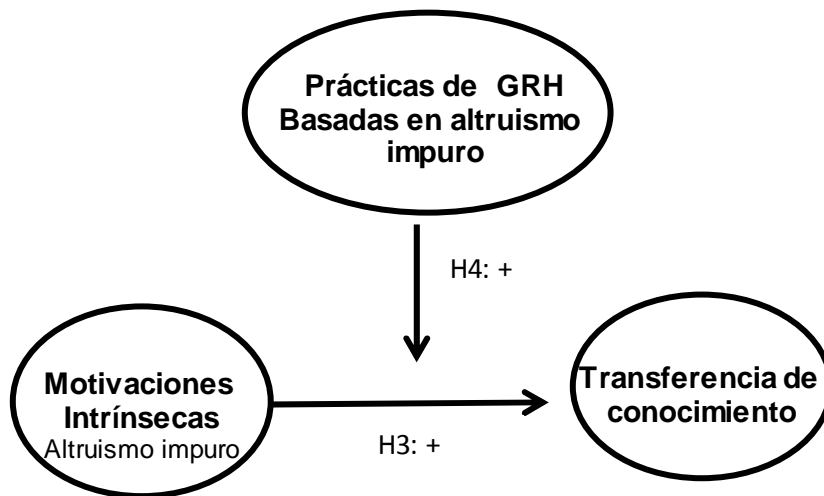 Prácticas de GRH
Basadas en altruismo
impuro
H4: +
Motivaciones
Intrínsecas
Altruismo impuro
H3: +
Transferencia de
conocimiento